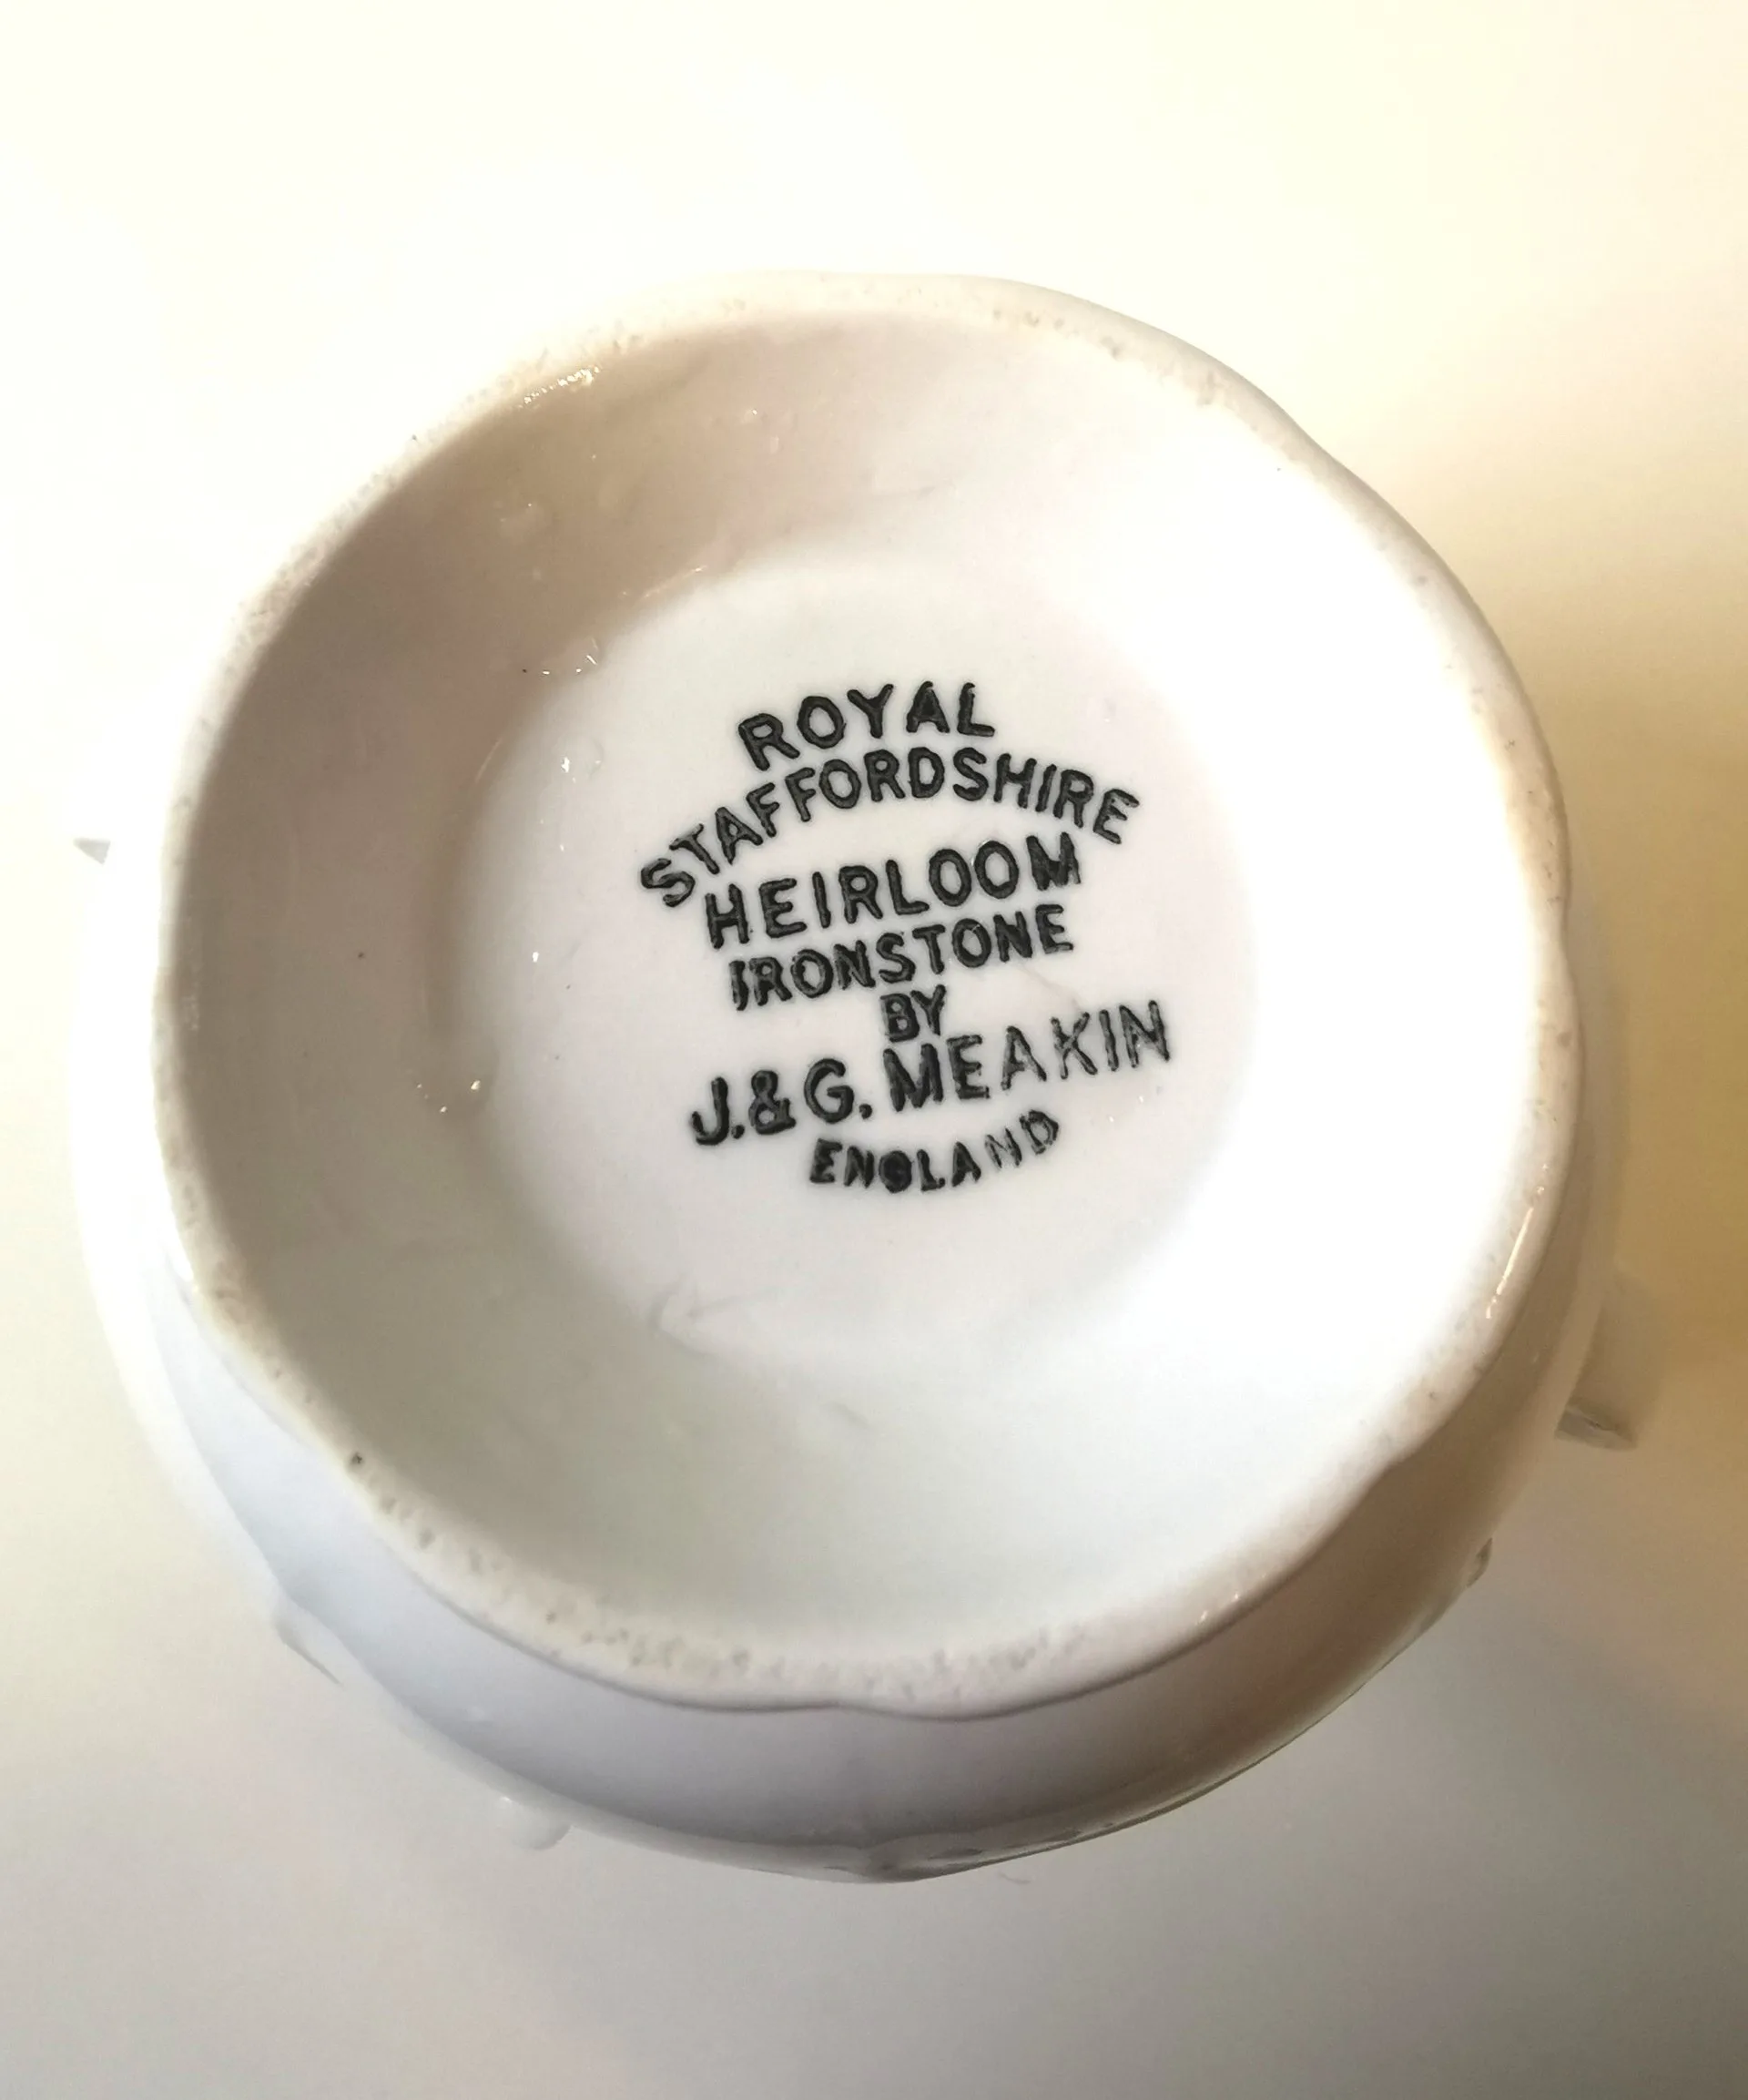 ROYAL
STAFFORDSHIRE
HEIRLOOM
IRONSTONE
BY
J.&G. MEAKIN
ENGLAND